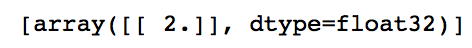 [array([[ 2.]], dtype=float32)]